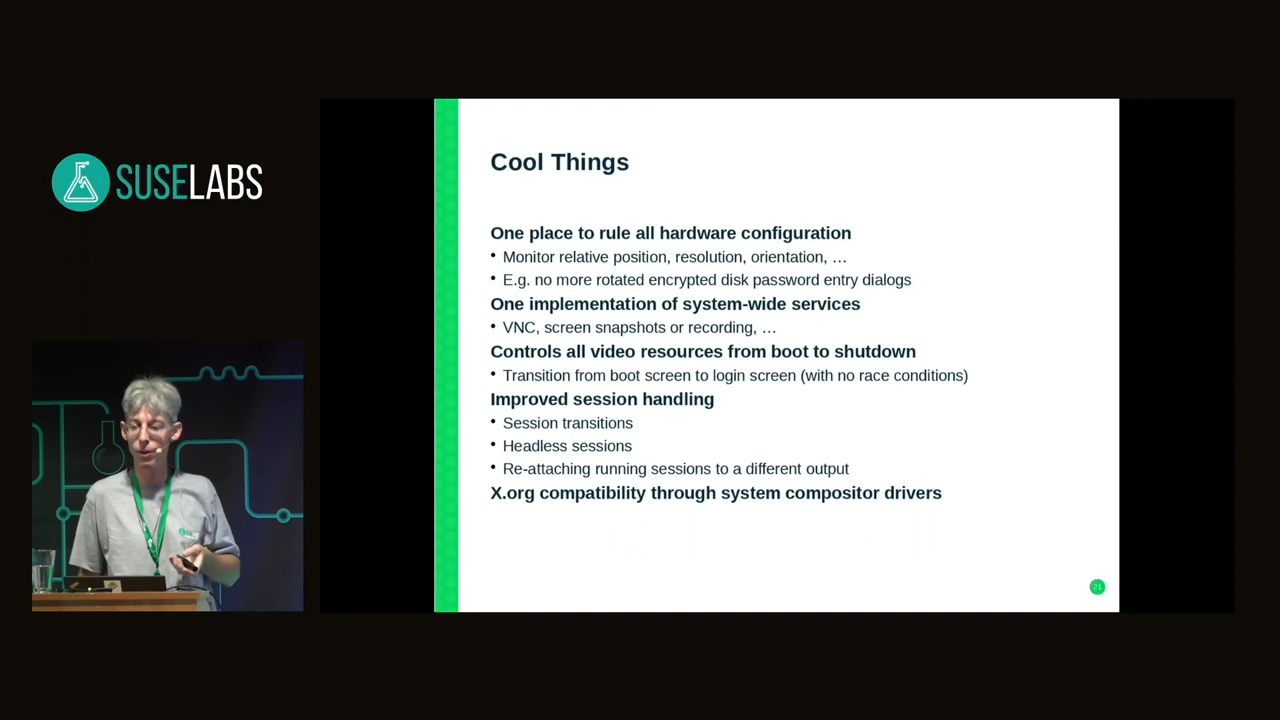 SUSELABS
Cool Things
One place to rule all hardware configuration
• Monitor relative position, resolution, orientation, …
• E.g. no more rotated encrypted disk password entry dialogs
One implementation of system-wide services
• VNC, screen snapshots or recording, …
Controls all video resources from boot to shutdown
• Transition from boot screen to login screen (with no race conditions)
Improved session handling
• Session transitions
• Headless sessions
• Re-attaching running sessions to a different output
X.org compatibility through system compositor drivers
21